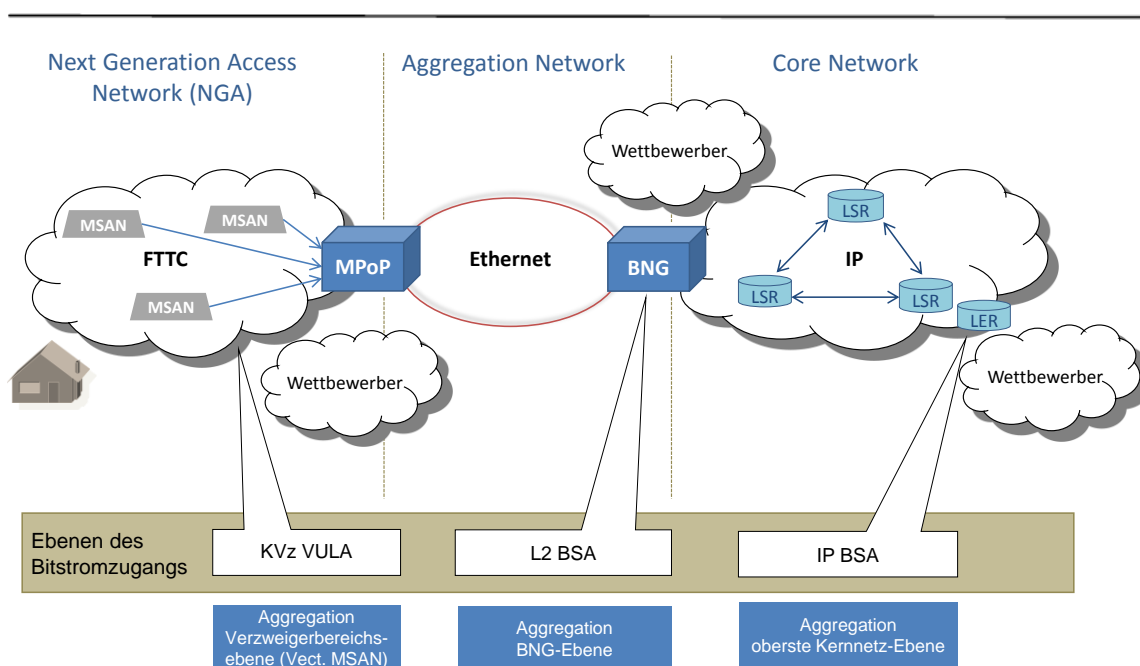 Next Generation Access
Network (NGA)
Aggregation Network
Core Network
Wettbewerber
MSAN
MSAN
FTTC
MSAN
MPoP
Ethernet
BNG
LSR
IP
LSR
LSR
LER
Wettbewerber
Wettbewerber
Ebenen des
Bitstromzugangs
KVz VULA
L2 BSA
IP BSA
Aggregation
Verzweigerbereichs-
ebene (Vect. MSAN)
Aggregation
BNG-Ebene
Aggregation
oberste Kernnetz-Ebene